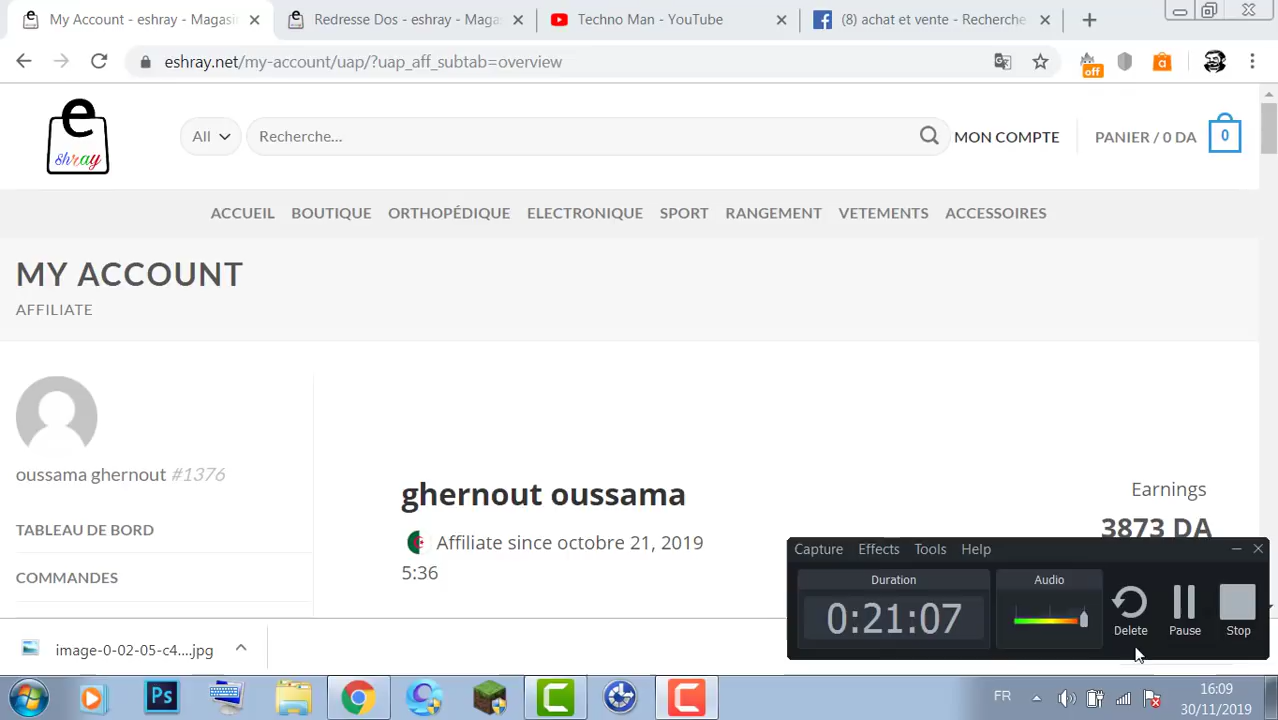 My Account - eshray - Magasi
Redresse Dos - eshray - Maga
Techno Man - YouTube
(8) achat et vente - Recherche
eshray.net/my-account/uap/?uap_aff_subtab=overview
off
a
e
shray
All
Recherche...
MON COMPTE
PANIER / 0 DA
0
ACCUEIL
BOUTIQUE
ORTHOPÉDIQUE
ELECTRONIQUE
SPORT
RANGEMENT
VETEMENTS
ACCESSOIRES
MY ACCOUNT
AFFILIATE
oussama ghernout #1376
TABLEAU DE BORD
COMMANDES
ghernout oussama
Affiliate since octobre 21, 2019
5:36
Earnings
3873 DA
Capture
Effects
Tools
Help
Duration
0:21:07
Audio
Delete
Pause
Stop
image-0-02-05-c4....jpg
Ps
FR
16:09
30/11/2019